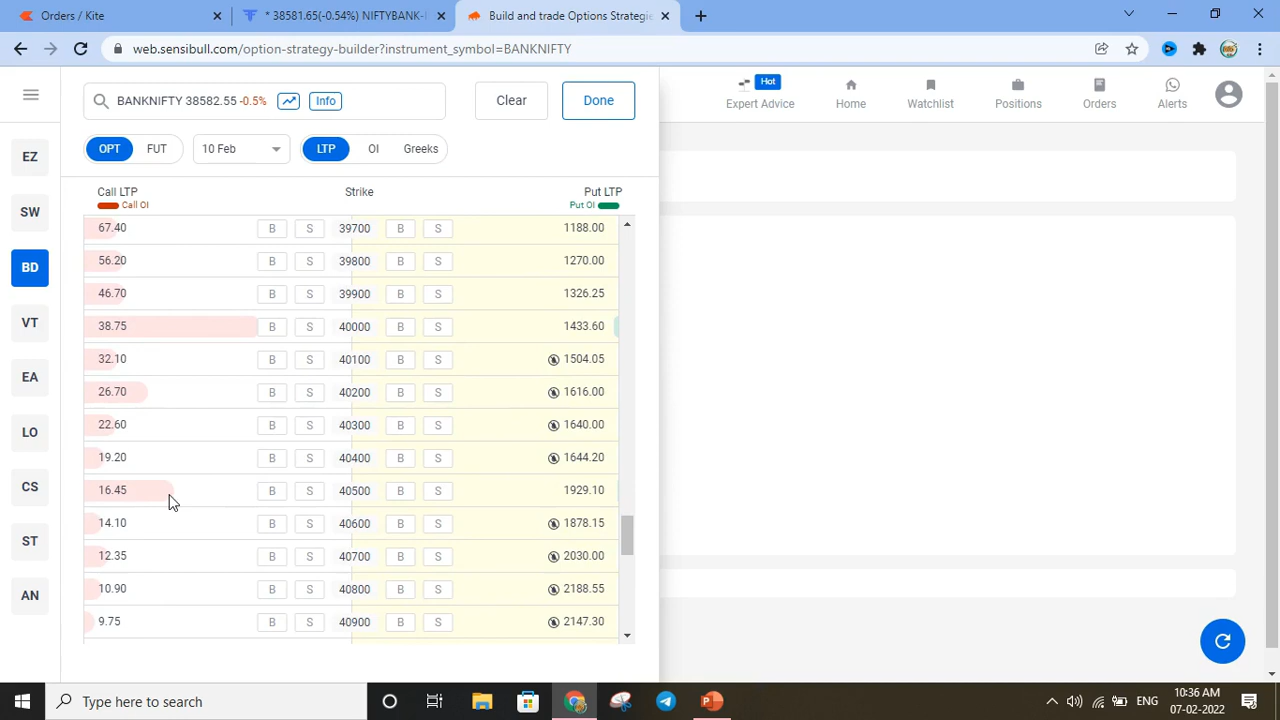 Orders / Kite
* 38581.65(-0.54%) NIFTYBANK-
Build and trade Options Strategie
web.sensibull.com/option-strategy-builder?instrument_symbol=BANKNIFTY
BANKNIFTY 38582.55 -0.5% Info
Clear
Done
Hot
Expert Advice
Home
Watchlist
Positions
Orders
Alerts
OPT FUT 10 Feb LTP OI Greeks
EZ
SW
BD
VT
EA
LO
CS
ST
AN
Call LTP Strike Put LTP
Call OI Put OI
67.40 B S 39700 B S 1188.00
56.20 B S 39800 B S 1270.00
46.70 B S 39900 B S 1326.25
38.75 B S 40000 B S 1433.60
32.10 B S 40100 B S 1504.05
26.70 B S 40200 B S 1616.00
22.60 B S 40300 B S 1640.00
19.20 B S 40400 B S 1644.20
16.45 B S 40500 B S 1929.10
14.10 B S 40600 B S 1878.15
12.35 B S 40700 B S 2030.00
10.90 B S 40800 B S 2188.55
9.75 B S 40900 B S 2147.30
Type here to search
ENG
10:36 AM
07-02-2022